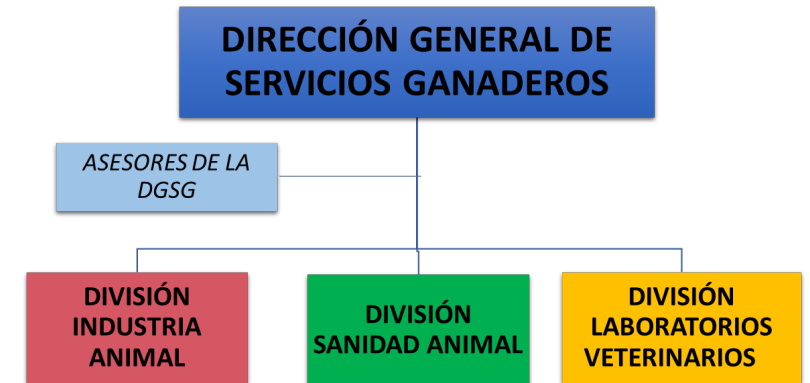 DIRECCIÓN GENERAL DE
SERVICIOS GANADEROS
ASESORES DE LA
DGSG
DIVISIÓN
INDUSTRIA
ANIMAL
DIVISIÓN
SANIDAD ANIMAL
DIVISIÓN
LABORATORIOS
VETERINARIOS